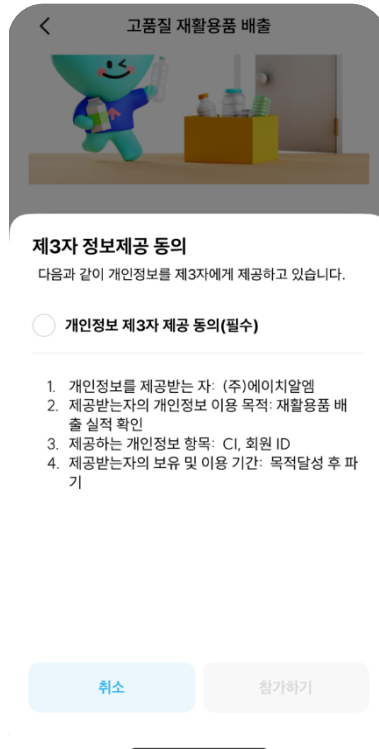 고품질 재활용품 배출
제3자 정보제공 동의
다음과 같이 개인정보를 제3자에게 제공하고 있습니다.
개인정보 제3자 제공 동의(필수)
1. 개인정보를 제공받는 자: (주)에이치알엠
2. 제공받는자의 개인정보 이용 목적: 재활용품 배
출 실적 확인
3. 제공하는 개인정보 항목: CI, 회원 ID
4. 제공받는자의 보유 및 이용 기간: 목적달성 후 파
기
취소
참가하기